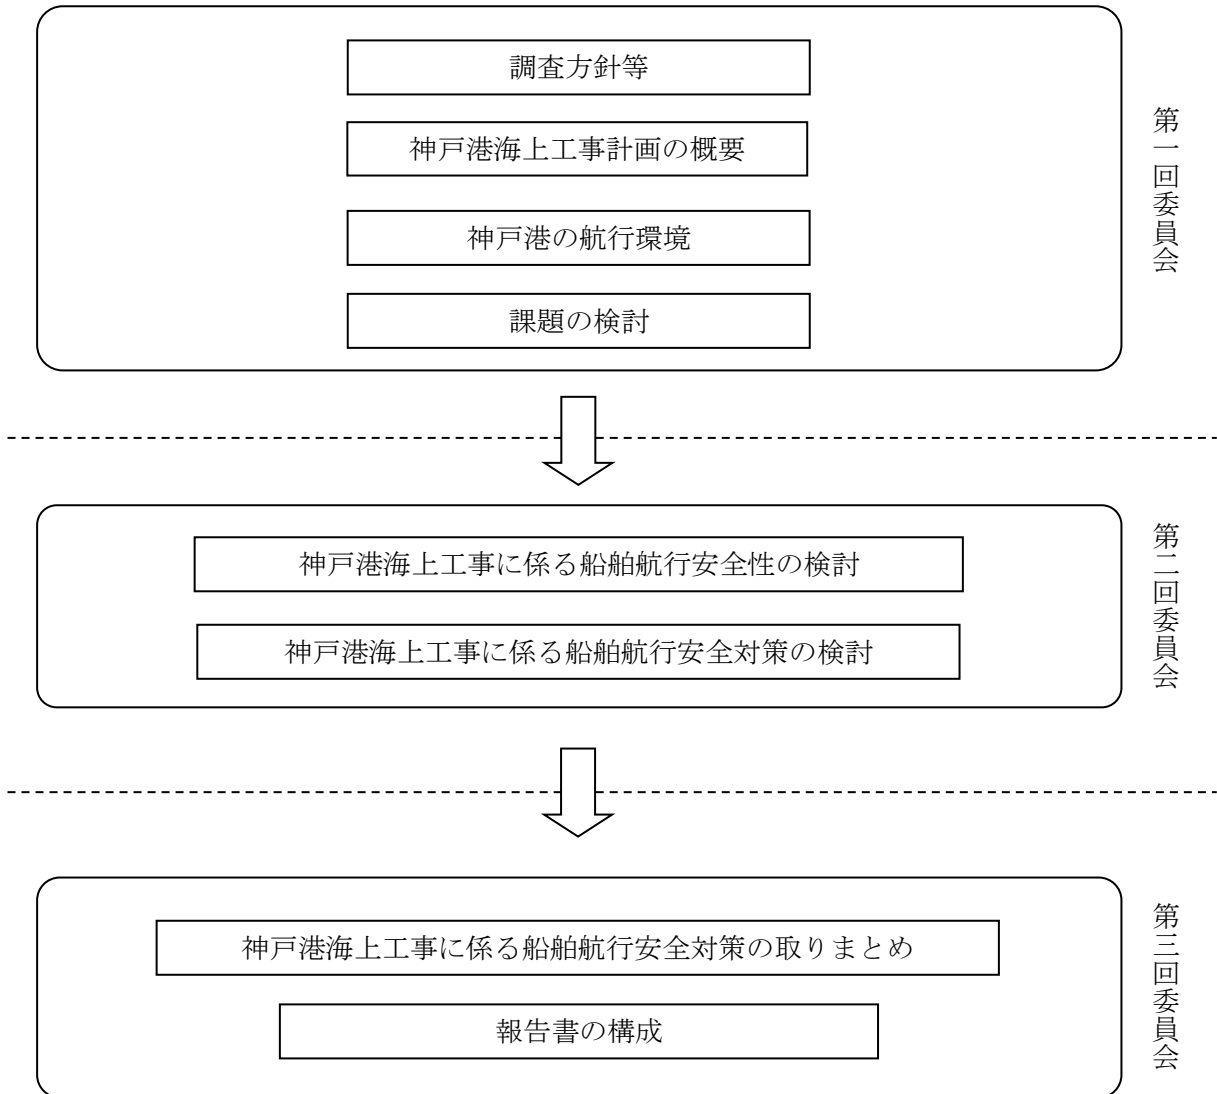 調査方針等
神戸港海上工事計画の概要
神戸港の航行環境
課題の検討
第一回委員会
神戸港海上工事に係る船舶航行安全性の検討
神戸港海上工事に係る船舶航行安全対策の検討
第二回委員会
神戸港海上工事に係る船舶航行安全対策の取りまとめ
報告書の構成
第三回委員会